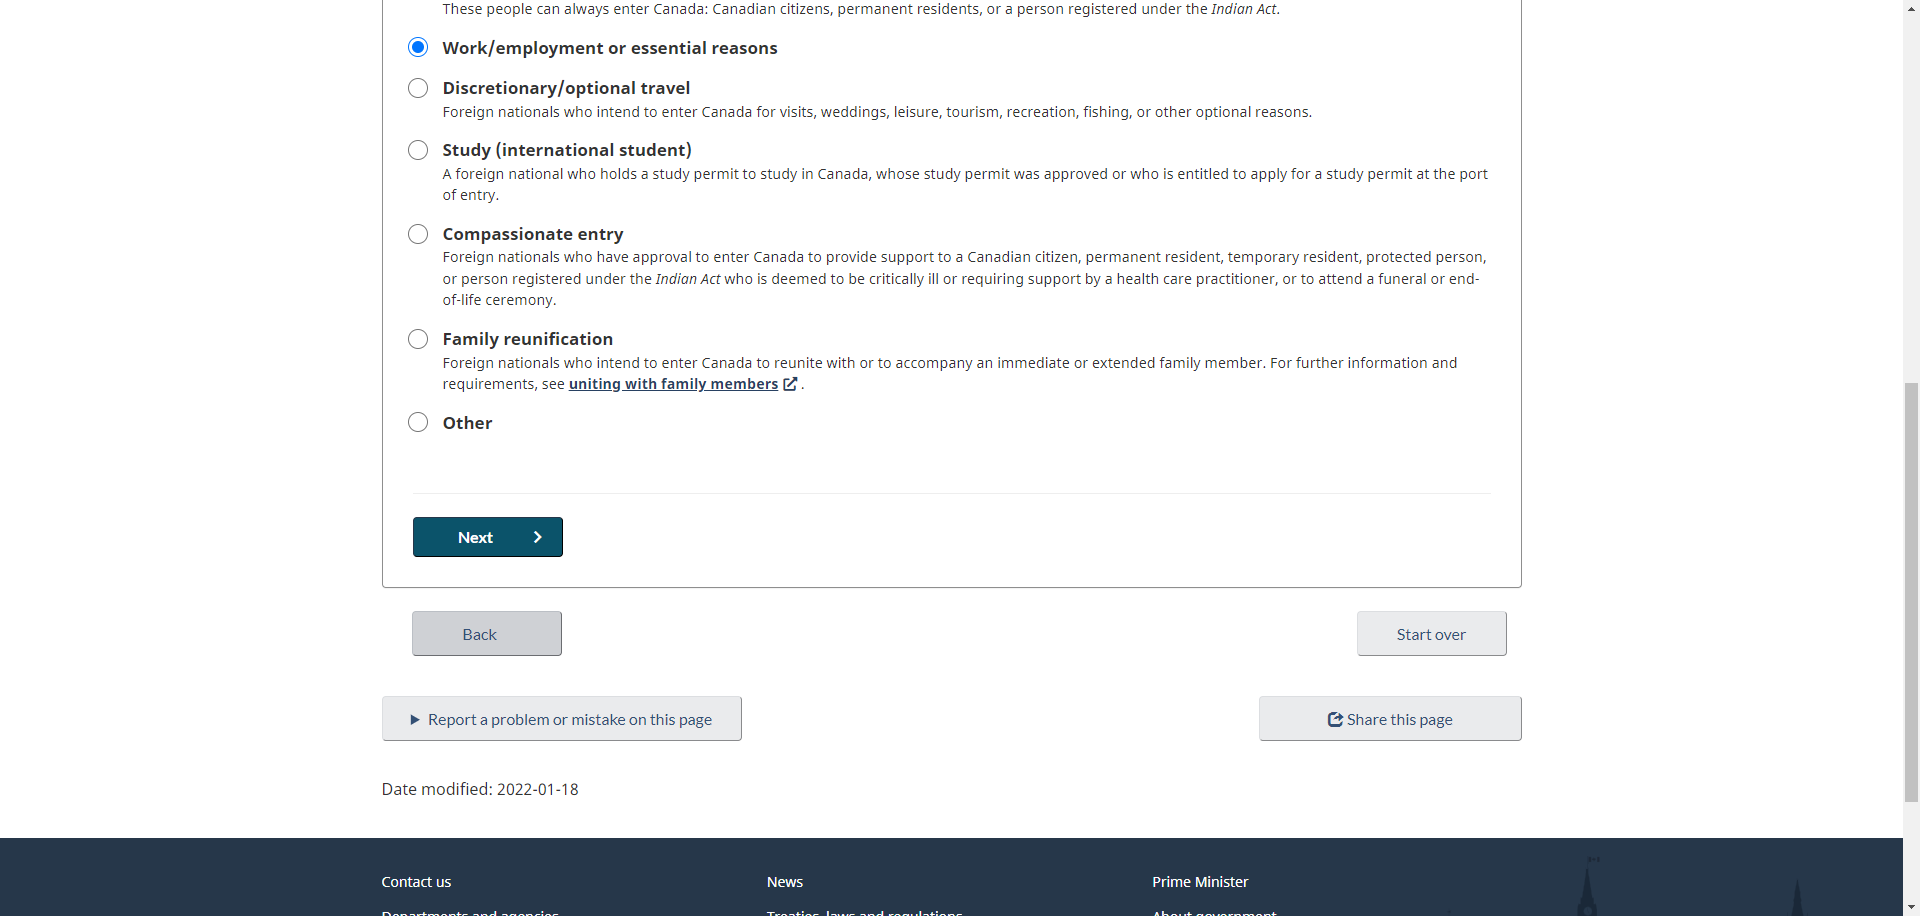 These people can always enter Canada: Canadian citizens, permanent residents, or a person registered under the Indian Act.
Work/employment or essential reasons
Discretionary/optional travel
Foreign nationals who intend to enter Canada for visits, weddings, leisure, tourism, recreation, fishing, or other optional reasons.
Study (international student)
A foreign national who holds a study permit to study in Canada, whose study permit was approved or who is entitled to apply for a study permit at the port
of entry.
Compassionate entry
Foreign nationals who have approval to enter Canada to provide support to a Canadian citizen, permanent resident, temporary resident, protected person,
or person registered under the Indian Act who is deemed to be critically ill or requiring support by a health care practitioner, or to attend a funeral or end-
of-life ceremony.
Family reunification
Foreign nationals who intend to enter Canada to reunite with or to accompany an immediate or extended family member. For further information and
requirements, see uniting with family members .
Other
Next
Back
Start over
Report a problem or mistake on this page
Share this page
Date modified: 2022-01-18
Contact us
News
Prime Minister
Departments and agencies
Treaties, laws and regulations
About government